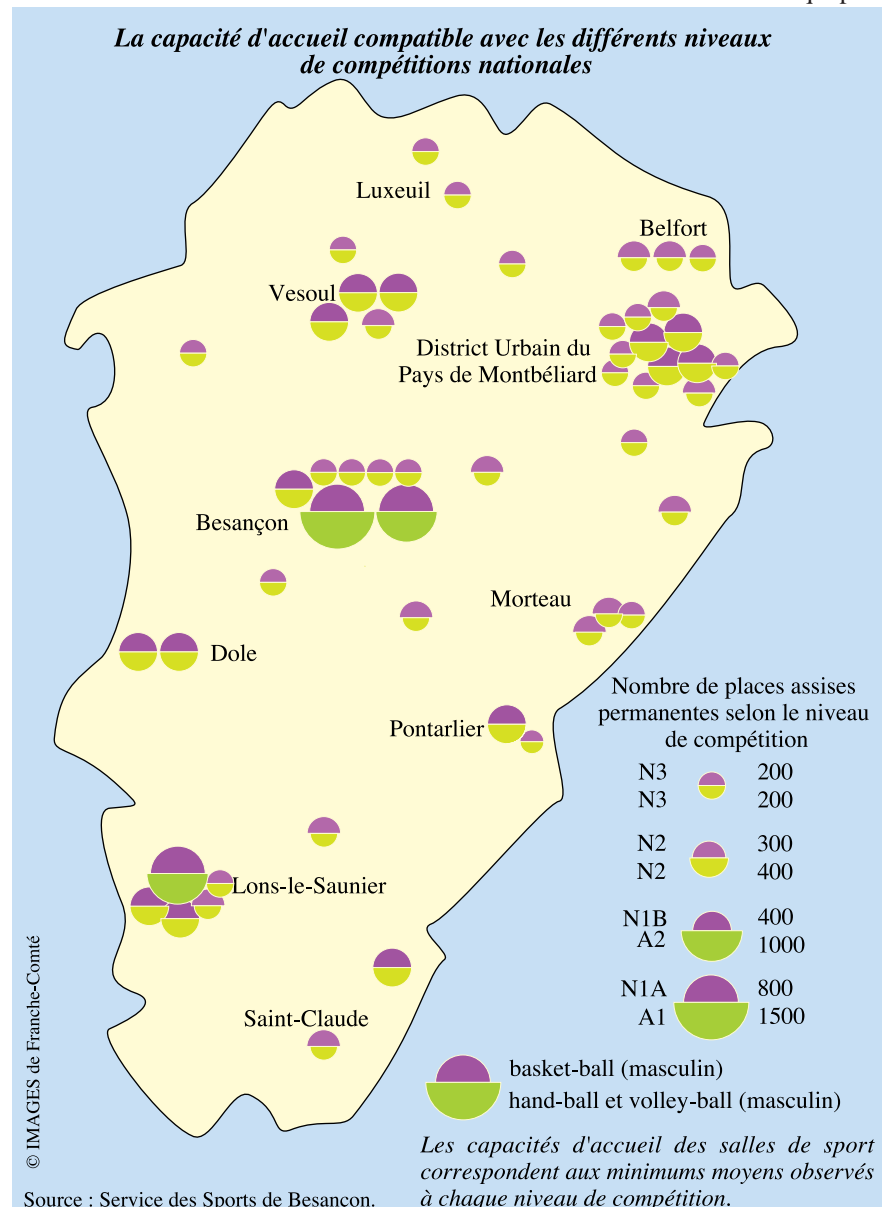 La capacité d'accueil compatible avec les différents niveaux
de compétitions nationales
Luxeuil
Belfort
Vesoul
District Urbain du
Pays de Montbéliard
Besançon
Morteau
Dole
Pontarlier
Lons-le-Saunier
Saint-Claude
Nombre de places assises
permanentes selon le niveau
de compétition
N3 200
N3 200
N2 300
N2 400
N1B 400
A2 1000
N1A 800
A1 1500
basket-ball (masculin)
hand-ball et volley-ball (masculin)
Les capacités d'accueil des salles de sport
correspondent aux minimums moyens observés
à chaque niveau de compétition.
© IMAGES de Franche-Comté
Source : Service des Sports de Besançon.